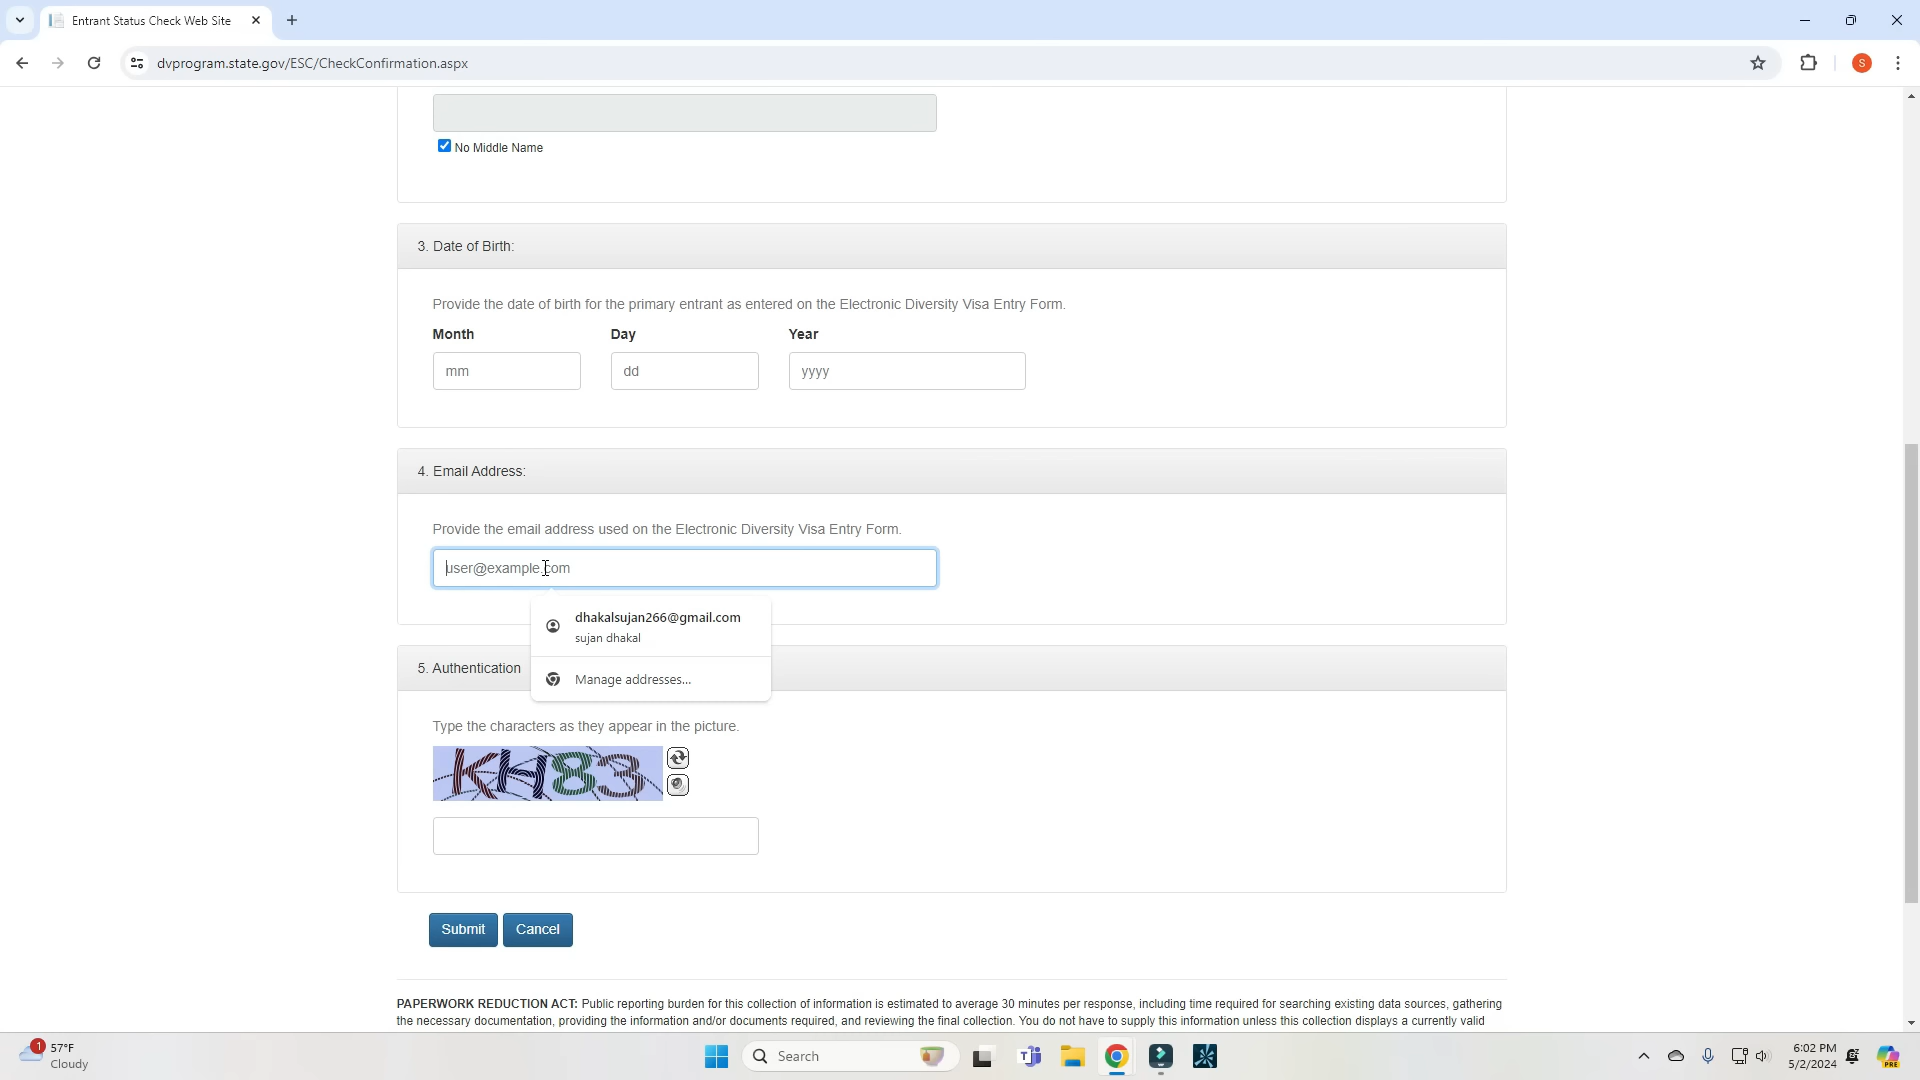 Entrant Status Check Web Site
dvprogram.state.gov/ESC/CheckConfirmation.aspx
S
No Middle Name
3. Date of Birth:
Provide the date of birth for the primary entrant as entered on the Electronic Diversity Visa Entry Form.
Month Day Year
mm dd yyyy
4. Email Address:
Provide the email address used on the Electronic Diversity Visa Entry Form.
user@example.com
dhakalsujan266@gmail.com
sujan dhakal
Manage addresses...
5. Authentication
Type the characters as they appear in the picture.
KH83
Submit Cancel
PAPERWORK REDUCTION ACT: Public reporting burden for this collection of information is estimated to average 30 minutes per response, including time required for searching existing data sources, gathering
the necessary documentation, providing the information and/or documents required, and reviewing the final collection. You do not have to supply this information unless this collection displays a currently valid
1 57°F
Cloudy
Search
6:02 PM
5/2/2024
PRE